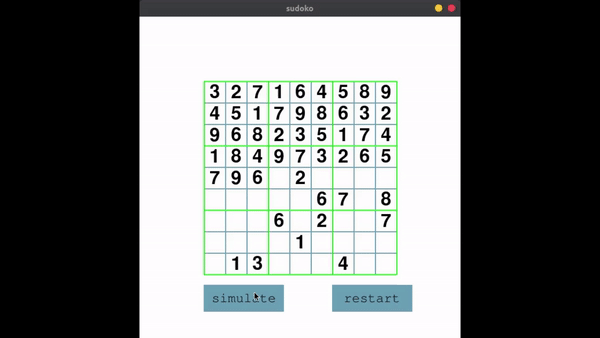 sudoko
3 2 7 1 6 4 5 8 9
4 5 1 7 9 8 6 3 2
9 6 8 2 3 5 1 7 4
1 8 4 9 7 3 2 6 5
7 9 6 2
6 7 8
6 2 7
1
1 3 4
simulate restart